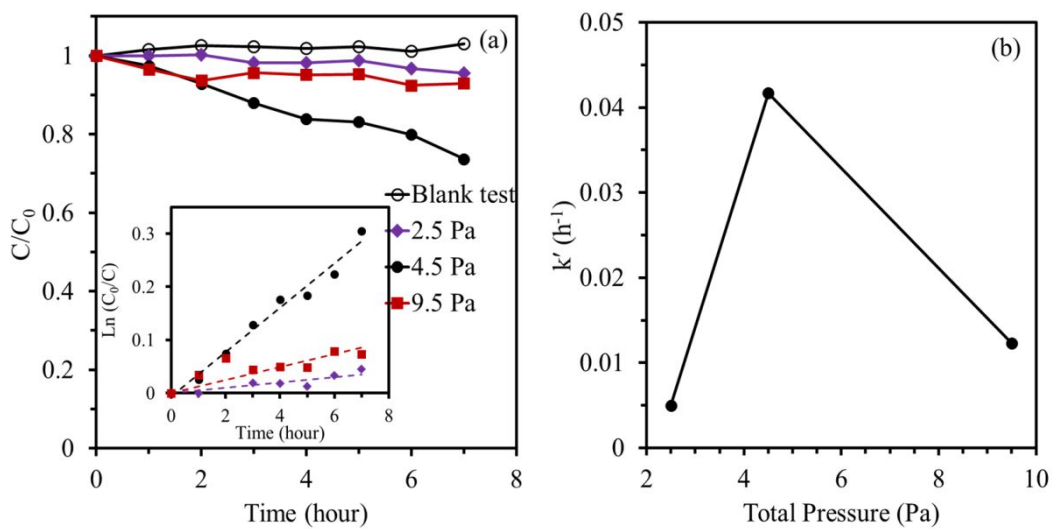 (a)
1
0.8
0.6
0.4
0.2
0
C/C₀
0 2 4 6 8
Time (hour)
Blank test
2.5 Pa
4.5 Pa
9.5 Pa
0.3
0.2
0.1
0
Ln (C₀/C)
0 2 4 6 8
Time (hour)
(b)
0.05
0.04
0.03
0.02
0.01
0.00
k′ (h⁻¹)
2 4 6 8 10
Total Pressure (Pa)